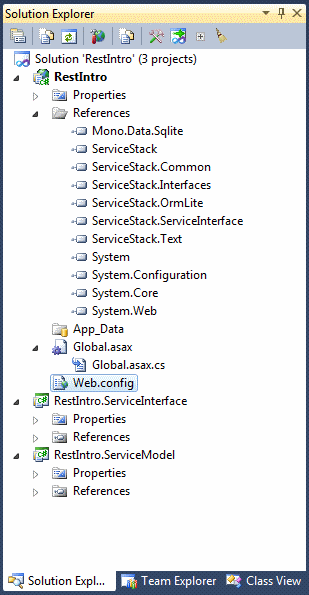 Solution Explorer
Solution 'RestIntro' (3 projects)
RestIntro
Properties
References
Mono.Data.Sqlite
ServiceStack
ServiceStack.Common
ServiceStack.Interfaces
ServiceStack.OrmLite
ServiceStack.ServiceInterface
ServiceStack.Text
System
System.Configuration
System.Core
System.Web
App_Data
Global.asax
Global.asax.cs
Web.config
RestIntro.ServiceInterface
Properties
References
RestIntro.ServiceModel
Properties
References
Solution Expl... Team Explorer Class View